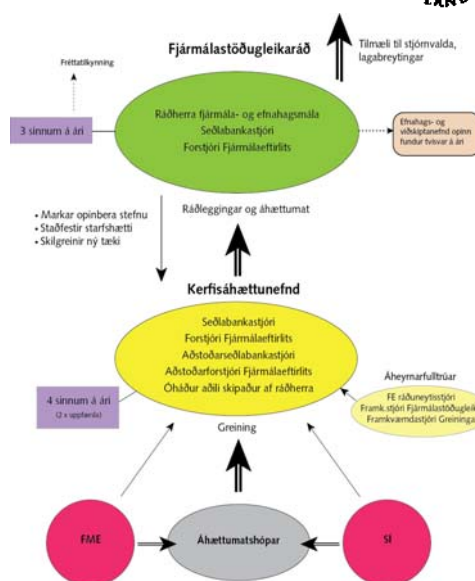 LAND
Fjármálastöðugleikaráð
Tilmæli til stjórnvalda,
lagabreytingar
Fréttatilkynning
3 sinnum á ári
Ráðherra fjármála- og efnahagsmála
Seðlabankastjóri
Forstjóri Fjármálaeftirlits
Efnahags- og
viðskiptanefnd opinn
fundur tvisvar á ári
• Markar opinbera stefnu
• Staðfestir starfshætti
• Skilgreinir ný tæki
Ráðleggingar og áhættumat
Kerfisáhættunefnd
Seðlabankastjóri
Forstjóri Fjármálaeftirlits
Aðstoðarseðlabankastjóri
Aðstoðarforstjóri Fjármálaeftirlits
Óháður aðili skipaður af ráðherra
4 sinnum á ári
(2 x uppfærsla)
Áheyrnarfulltrúar
FE ráðuneytisstjóri
Framk.stjóri Fjármálastöðugleik
Framkvæmdastjóri Greininga
Greining
FME
Áhættumatshópar
SÍ